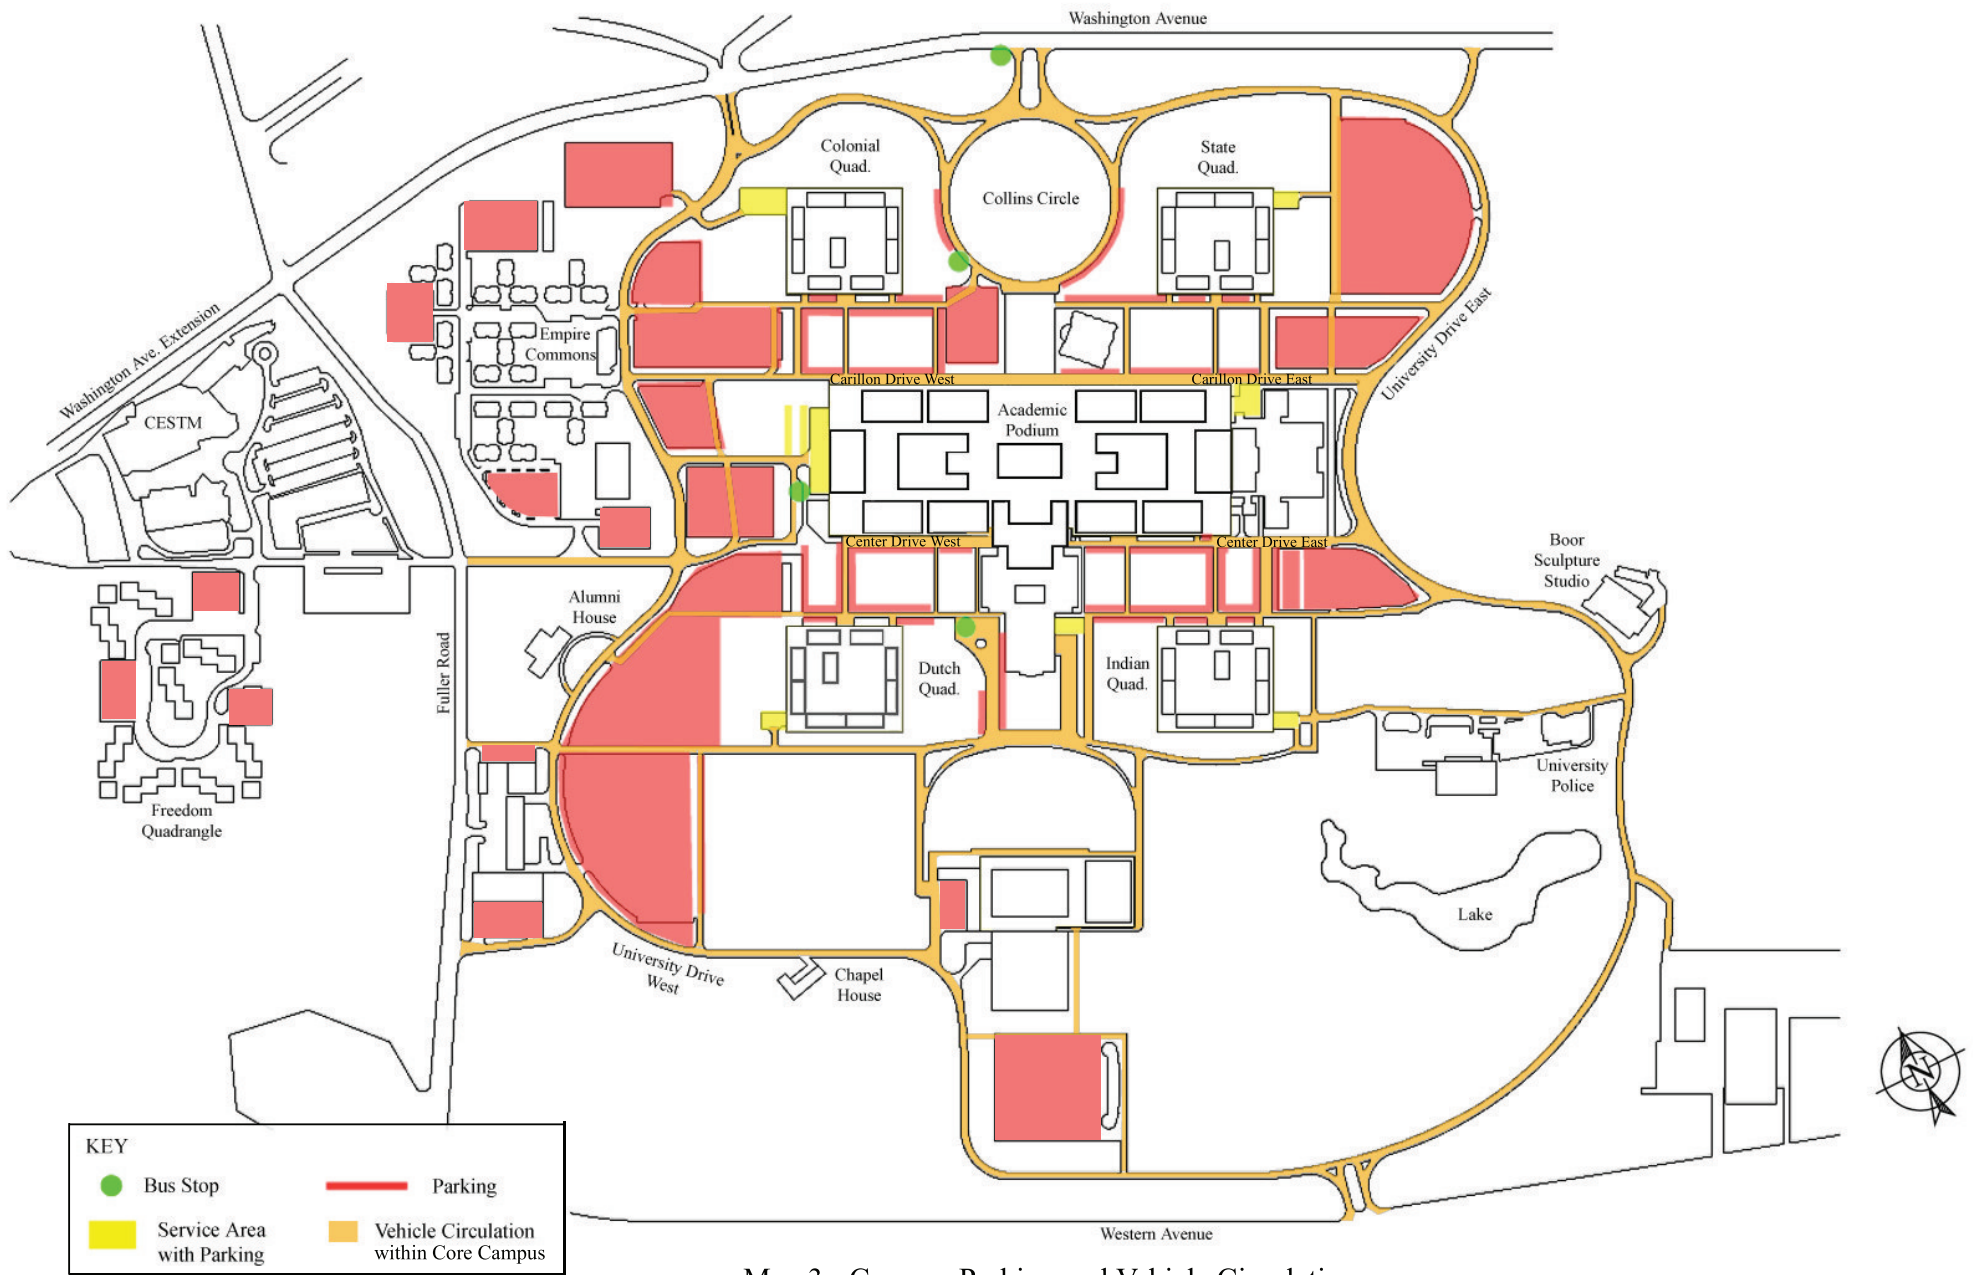 Washington Avenue
Colonial
Quad.
State
Quad.
Collins Circle
Washington Ave. Extension
Empire
Commons
University Drive East
Carillon Drive West
Carillon Drive East
CESTM
Academic
Podium
Center Drive West
Center Drive East
Boor
Sculpture
Studio
Alumni
House
Fuller Road
Dutch
Quad.
Indian
Quad.
University
Police
Freedom
Quadrangle
Lake
University Drive
West
Chapel
House
N
KEY
Bus Stop
Parking
Service Area
with Parking
Vehicle Circulation
within Core Campus
Western Avenue